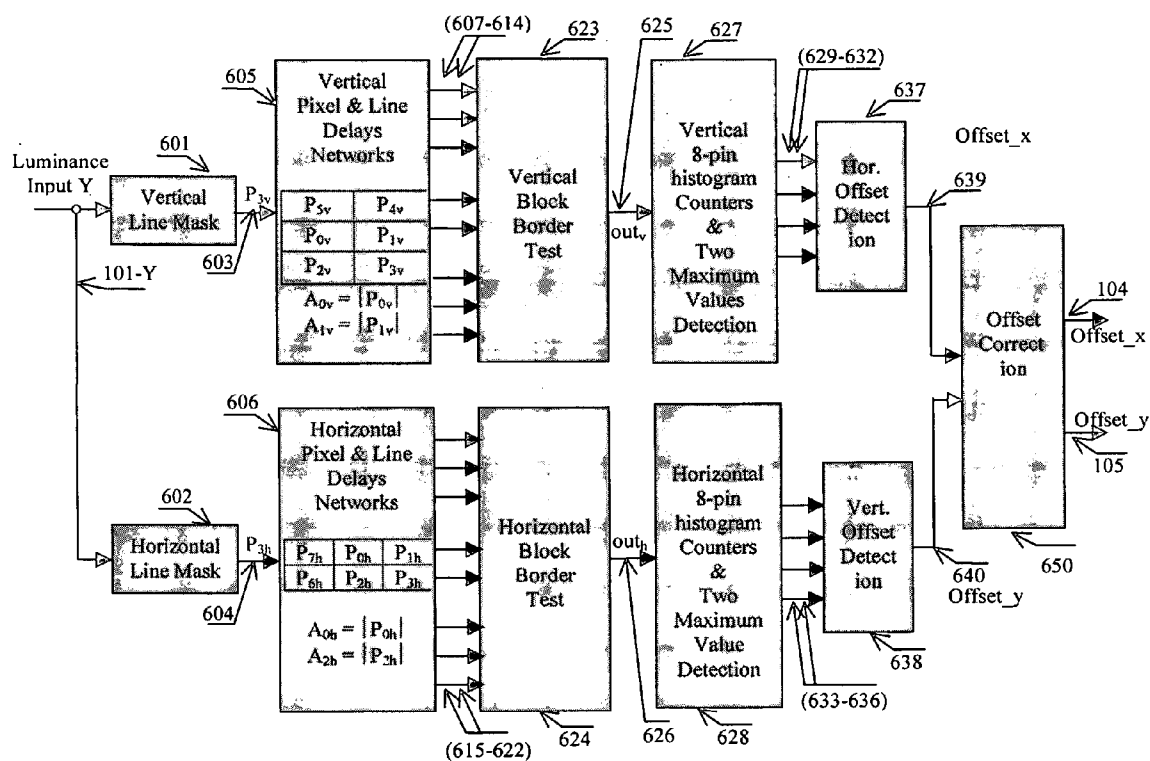 (607-614)
623
625
627
(629-632)
605
637
Vertical
Pixel & Line
Delays
Networks
Offset_x
601
Luminance
Input Y
Vertical
Line Mask
P3v
603
P5v P4v
P0v P1v
P2v P3v
A0v = |P0v|
A1v = |P1v|
Vertical
Block
Border
Test
outv
Vertical
8-pin
histogram
Counters
&
Two
Maximum
Values
Detection
Hor.
Offset
Detect
ion
639
101-Y
104
Offset_x
Offset
Correct
ion
606
Offset_y
105
Horizontal
Pixel & Line
Delays
Networks
602
Horizontal
Line Mask
P3h
604
P7h P0h P1h
P6h P2h P3h
A0h = |P0h|
A2h = |P2h|
Horizontal
Block
Border
Test
outh
Horizontal
8-pin
histogram
Counters
&
Two
Maximum
Value
Detection
Vert.
Offset
Detect
ion
640
Offset_y
650
638
(633-636)
(615-622)
624
626
628